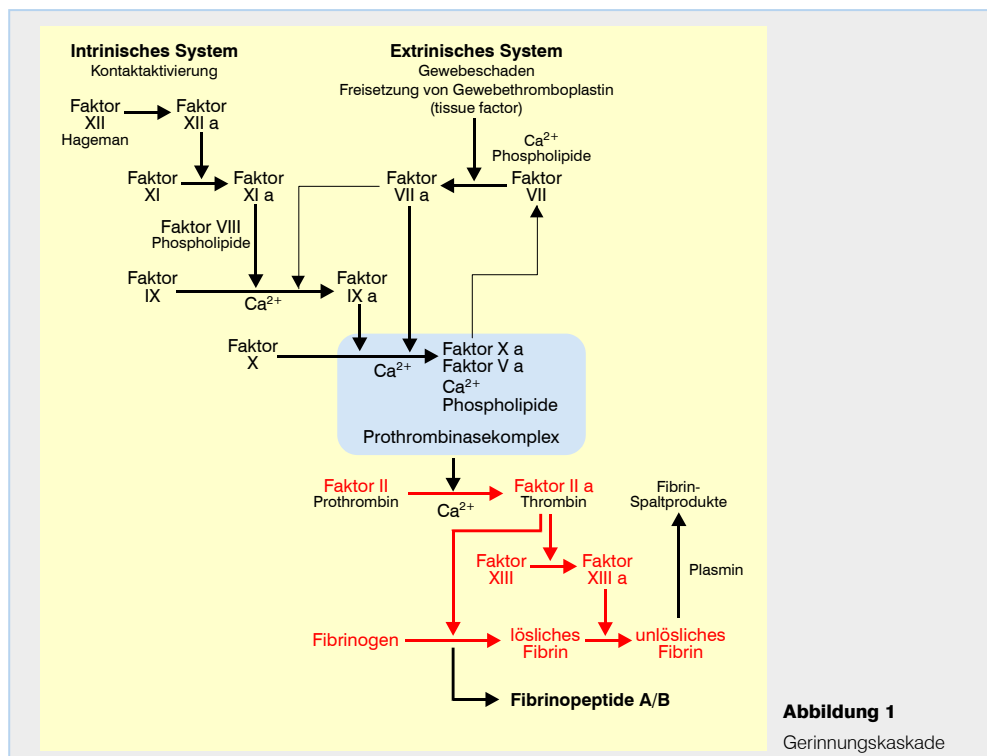 Intrinisches System
Kontaktaktivierung
Extrinisches System
Gewebeschaden
Freisetzung von Gewebethromboplastin
(tissue factor)
Faktor
XII
Hageman
Faktor
XII a
Ca²⁺
Phospholipide
Faktor
XI
Faktor
XI a
Faktor
VII a
Faktor
VII
Faktor VIII
Phospholipide
Faktor
IX
Ca²⁺
Faktor
IX a
Faktor
X
Ca²⁺
Faktor X a
Faktor V a
Ca²⁺
Phospholipide
Prothrombinasekomplex
Faktor II
Prothrombin
Ca²⁺
Faktor II a
Thrombin
Fibrin-
Spaltprodukte
Faktor
XIII
Faktor
XIII a
Plasmin
Fibrinogen
lösliches
Fibrin
unlösliches
Fibrin
Fibrinopeptide A/B
Abbildung 1
Gerinnungskaskade